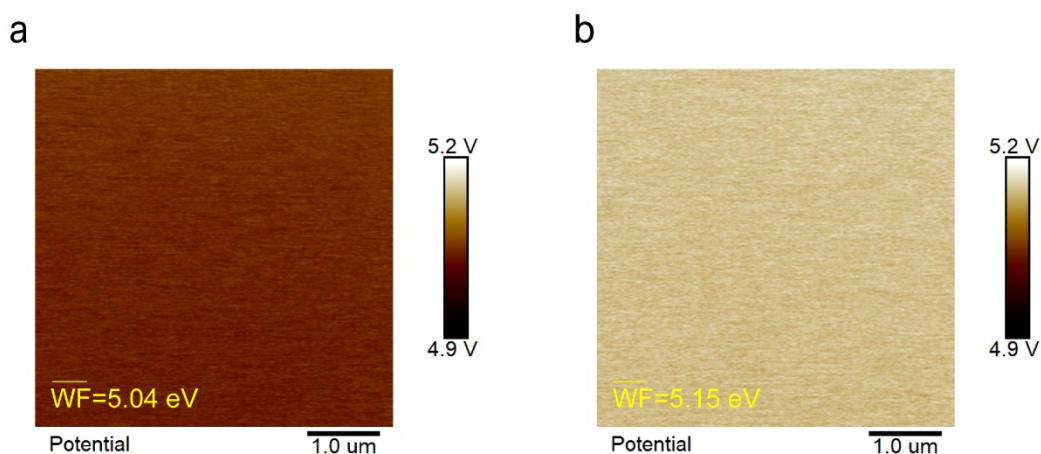 a
5.2 V
4.9 V
WF=5.04 eV
Potential
1.0 um
b
5.2 V
4.9 V
WF=5.15 eV
Potential
1.0 um